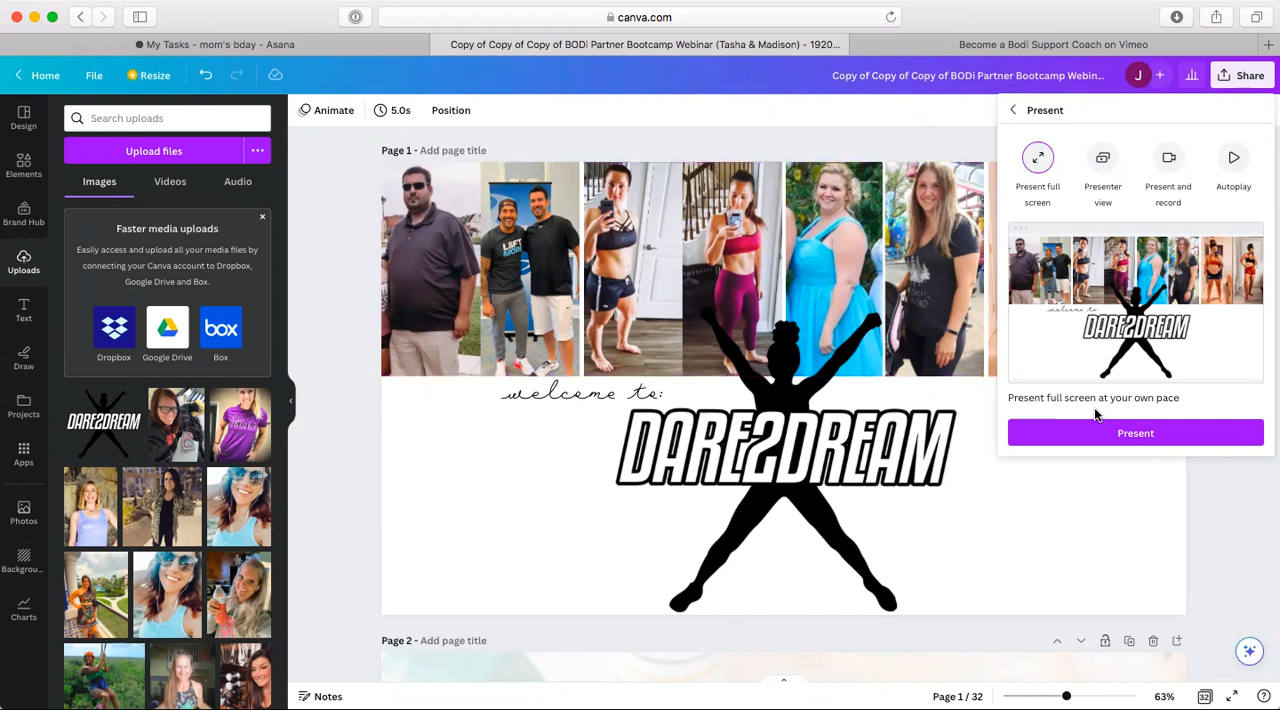 canva.com
My Tasks - mom's bday - Asana
Copy of Copy of Copy of BODi Partner Bootcamp Webinar (Tasha & Madison) - 1920...
Become a Bodi Support Coach on Vimeo
Home
File
Resize
Copy of Copy of Copy of BODi Partner Bootcamp Webin...
J
Share
Design
Elements
Brand Hub
Uploads
Text
Draw
Projects
Apps
Photos
Backgrou...
Charts
Search uploads
Upload files
Images
Videos
Audio
Faster media uploads
Easily access and upload all your media files by
connecting your Canva account to Dropbox,
Google Drive and Box.
box
Dropbox
Google Drive
Box
DARE2DREAM
Animate
5.0s
Position
Page 1 - Add page title
welcome to:
DARE2DREAM
Page 2 - Add page title
Present
Present full
screen
Presenter
view
Present and
record
Autoplay
welcome to:
DARE2DREAM
Present full screen at your own pace
Present
Notes
Page 1 / 32
63%
32